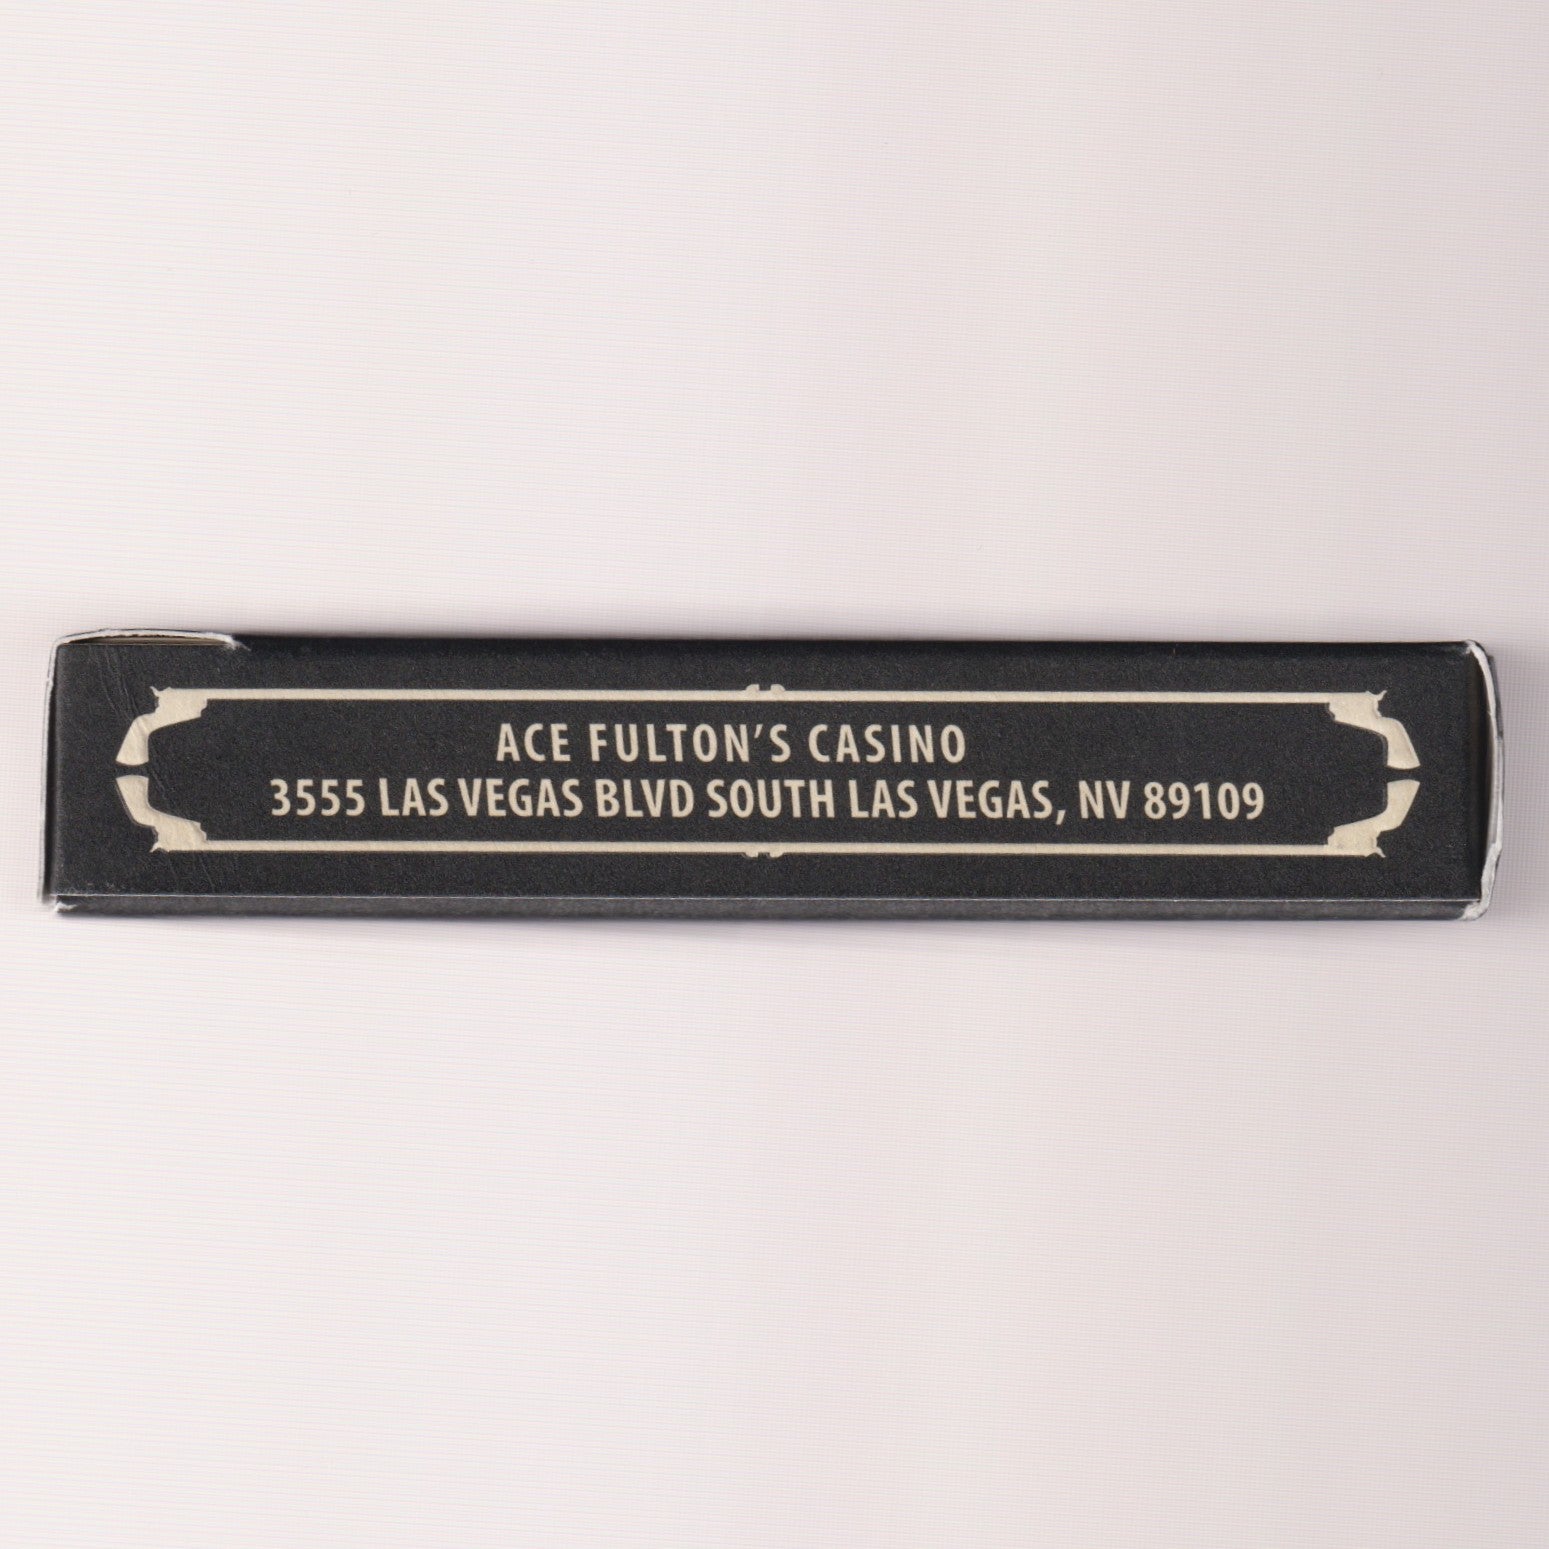 ACE FULTON’S CASINO
3555 LAS VEGAS BLVD SOUTH LAS VEGAS, NV 89109